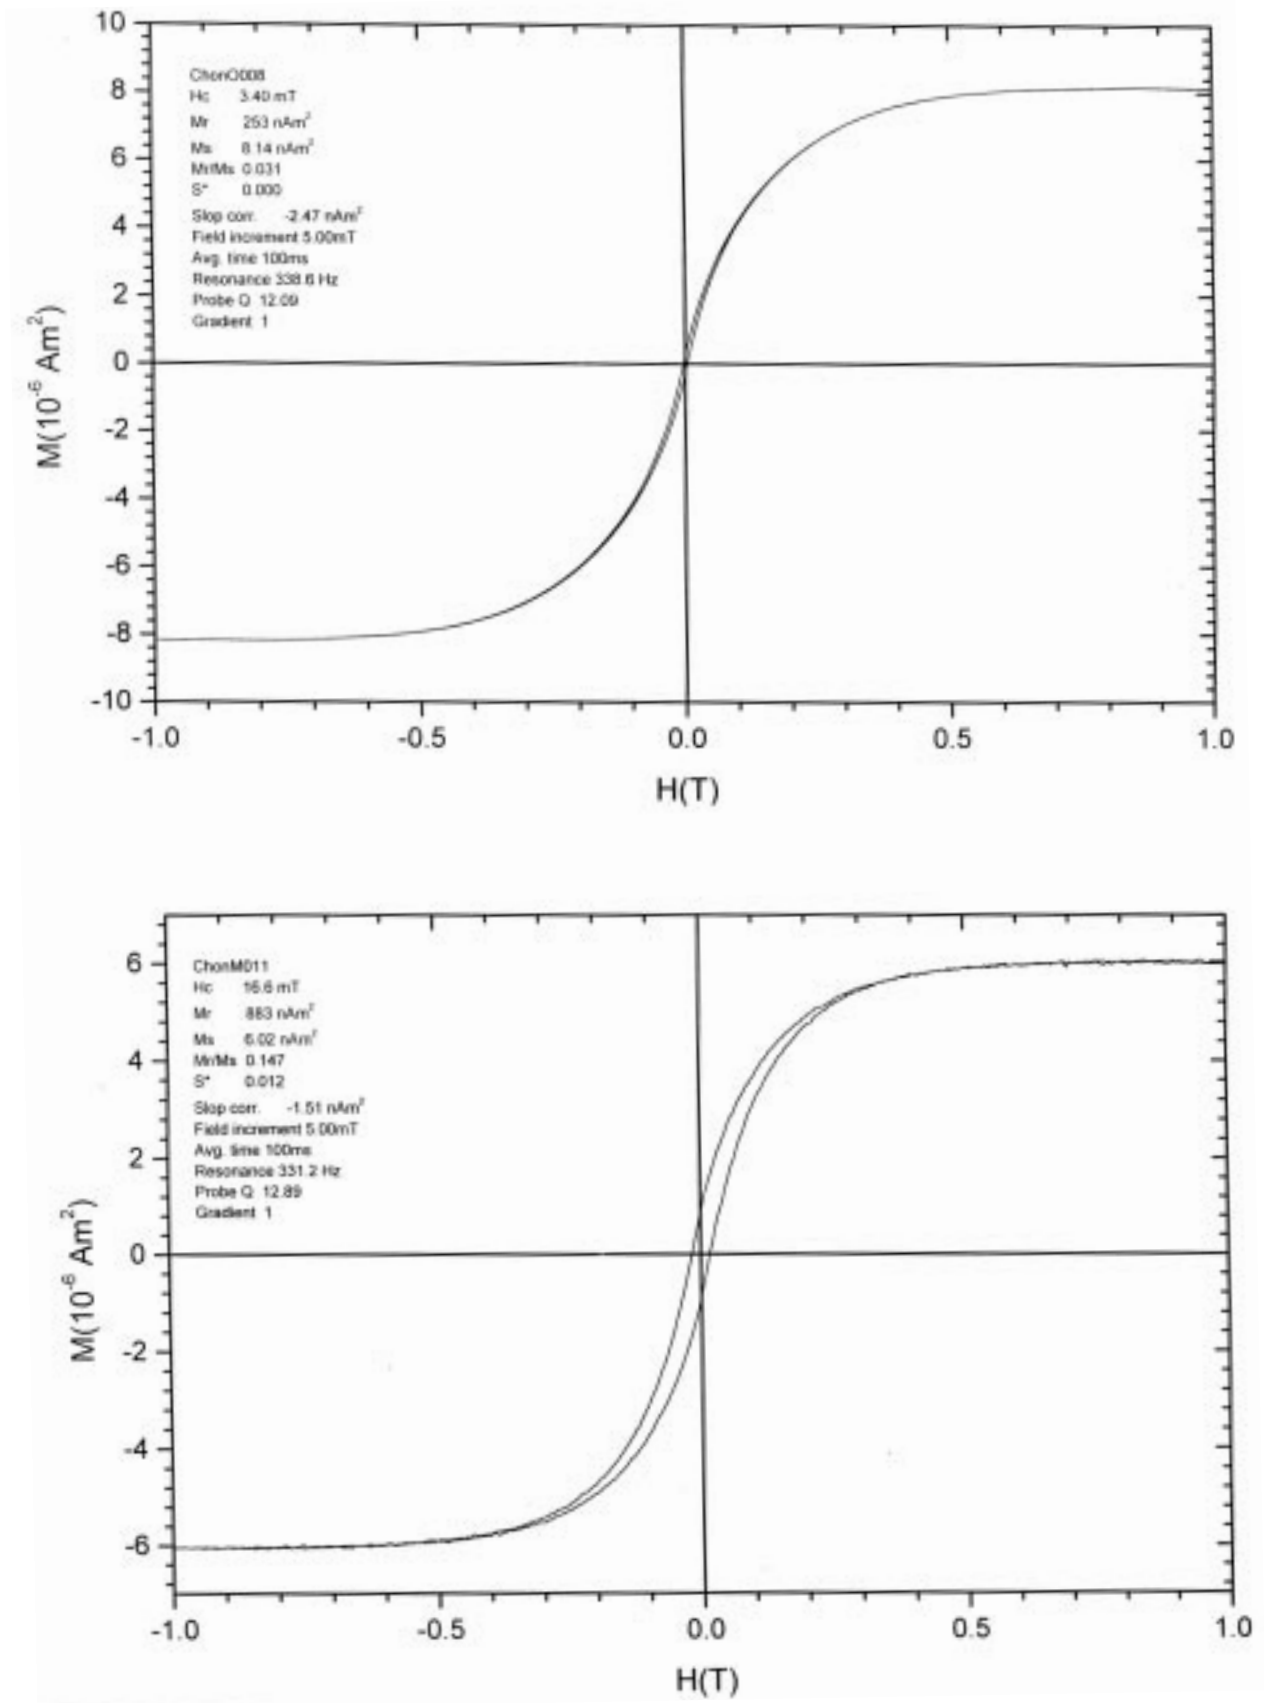 10
8
6
4
2
0
-2
-4
-6
-8
-10
M(10⁻⁶ Am²)
ChonO008
Hc 3.40 mT
Mr 253 nAm²
Ms 8.14 nAm²
Mr/Ms 0.031
S* 0.000
Slop corr. -2.47 nAm²
Field increment 5.00mT
Avg. time 100ms
Resonance 338.6 Hz
Probe Q 12.09
Gradient 1
-1.0 -0.5 0.0 0.5 1.0
H(T)
6
4
2
0
-2
-4
-6
M(10⁻⁶ Am²)
ChonM011
Hc 16.6 mT
Mr 883 nAm²
Ms 6.02 nAm²
Mr/Ms 0.147
S* 0.012
Slop corr. -1.51 nAm²
Field increment 5.00mT
Avg. time 100ms
Resonance 331.2 Hz
Probe Q 12.89
Gradient 1
-1.0 -0.5 0.0 0.5 1.0
H(T)